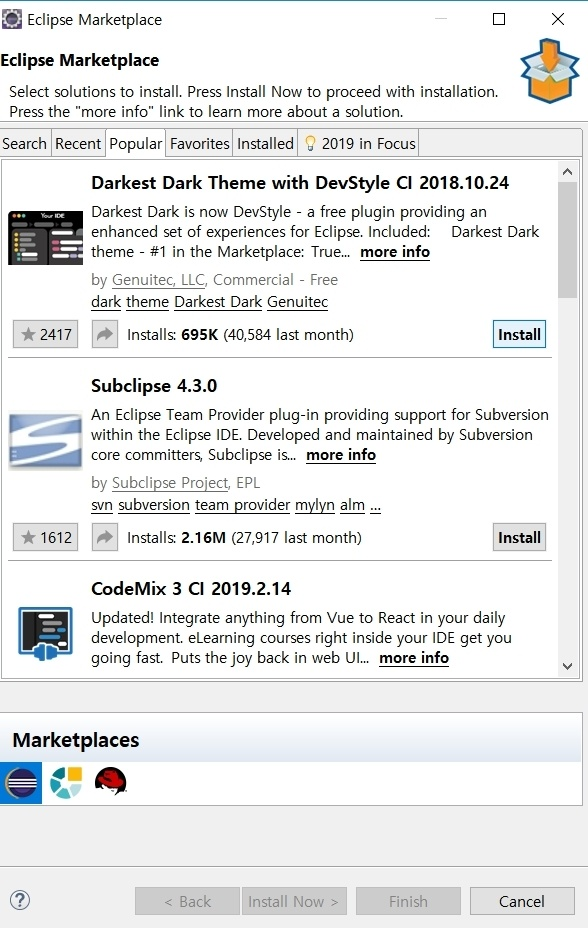 Eclipse Marketplace
Eclipse Marketplace
Select solutions to install. Press Install Now to proceed with installation.
Press the "more info" link to learn more about a solution.
Search Recent Popular Favorites Installed 2019 in Focus
Darkest Dark Theme with DevStyle CI 2018.10.24
Your IDE
Darkest Dark is now DevStyle - a free plugin providing an
enhanced set of experiences for Eclipse. Included: Darkest Dark
theme - #1 in the Marketplace: True... more info
by Genuitec, LLC, Commercial - Free
dark theme Darkest Dark Genuitec
2417 Installs: 695K (40,584 last month) Install
Subclipse 4.3.0
An Eclipse Team Provider plug-in providing support for Subversion
within the Eclipse IDE. Developed and maintained by Subversion
core committers, Subclipse is... more info
by Subclipse Project, EPL
svn subversion team provider mylyn alm ...
1612 Installs: 2.16M (27,917 last month) Install
CodeMix 3 CI 2019.2.14
Updated! Integrate anything from Vue to React in your daily
development. eLearning courses right inside your IDE get you
going fast. Puts the joy back in web UI... more info
Marketplaces
? < Back Install Now > Finish Cancel